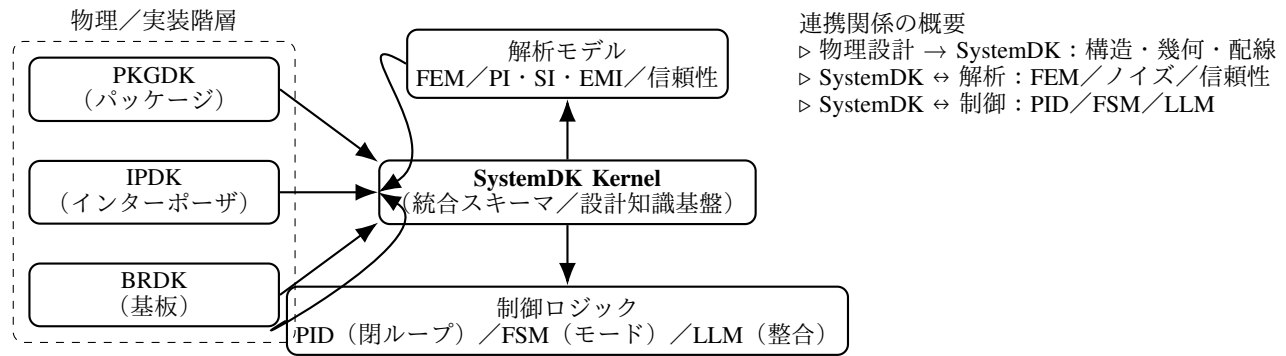 物理／実装階層
PKGDK
（パッケージ）
IPDK
（インターポーザ）
BRDK
（基板）
解析モデル
FEM／PI・SI・EMI／信頼性
SystemDK Kernel
（統合スキーマ／設計知識基盤）
制御ロジック
PID（閉ループ）／FSM（モード）／LLM（整合）
連携関係の概要
▷ 物理設計 → SystemDK：構造・幾何・配線
▷ SystemDK ↔ 解析：FEM／ノイズ／信頼性
▷ SystemDK ↔ 制御：PID／FSM／LLM